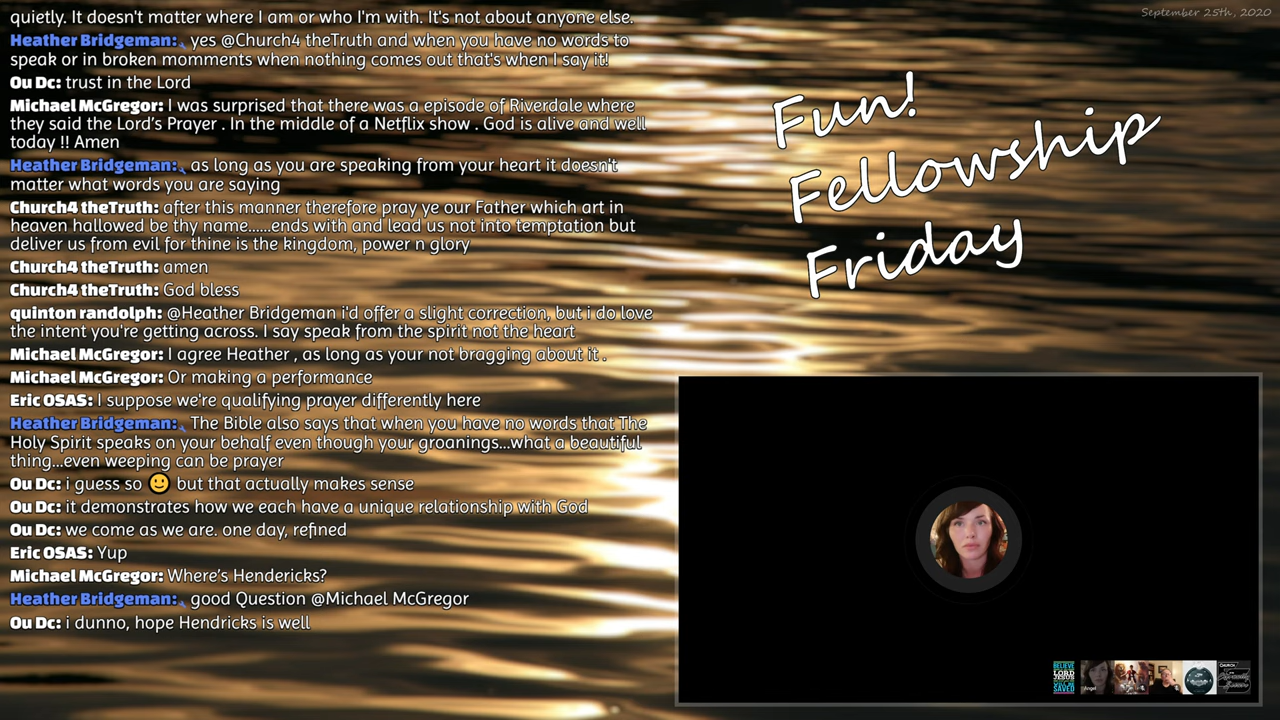 quietly. It doesn't matter where I am or who I'm with. It's not about anyone else.
Heather Bridgeman: yes @Church4 theTruth and when you have no words to
speak or in broken momments when nothing comes out that's when I say it!
Ou Dc: trust in the Lord
Michael McGregor: I was surprised that there was a episode of Riverdale where
they said the Lord's Prayer . In the middle of a Netflix show . God is alive and well
today !! Amen
Heather Bridgeman: as long as you are speaking from your heart it doesn't
matter what words you are saying
Church4 theTruth: after this manner therefore pray ye our Father which art in
heaven hallowed be thy name......ends with and lead us not into temptation but
deliver us from evil for thine is the kingdom, power n glory
Church4 theTruth: amen
Church4 theTruth: God bless
quinton randolph: @Heather Bridgeman i'd offer a slight correction, but i do love
the intent you're getting across. I say speak from the spirit not the heart
Michael McGregor: I agree Heather , as long as your not bragging about it .
Michael McGregor: Or making a performance
Eric OSAS: I suppose we're qualifying prayer differently here
Heather Bridgeman: The Bible also says that when you have no words that The
Holy Spirit speaks on your behalf even though your groanings...what a beautiful
thing...even weeping can be prayer
Ou Dc: i guess so 🙂 but that actually makes sense
Ou Dc: it demonstrates how we each have a unique relationship with God
Ou Dc: we come as we are. one day, refined
Eric OSAS: Yup
Michael McGregor: Where's Hendericks?
Heather Bridgeman: good Question @Michael McGregor
Ou Dc: i dunno, hope Hendricks is well
September 25th, 2020
Fun!
Fellowship
Friday
BELIEVE
LORD
JESUS
SAVED
Angel
CHURCH